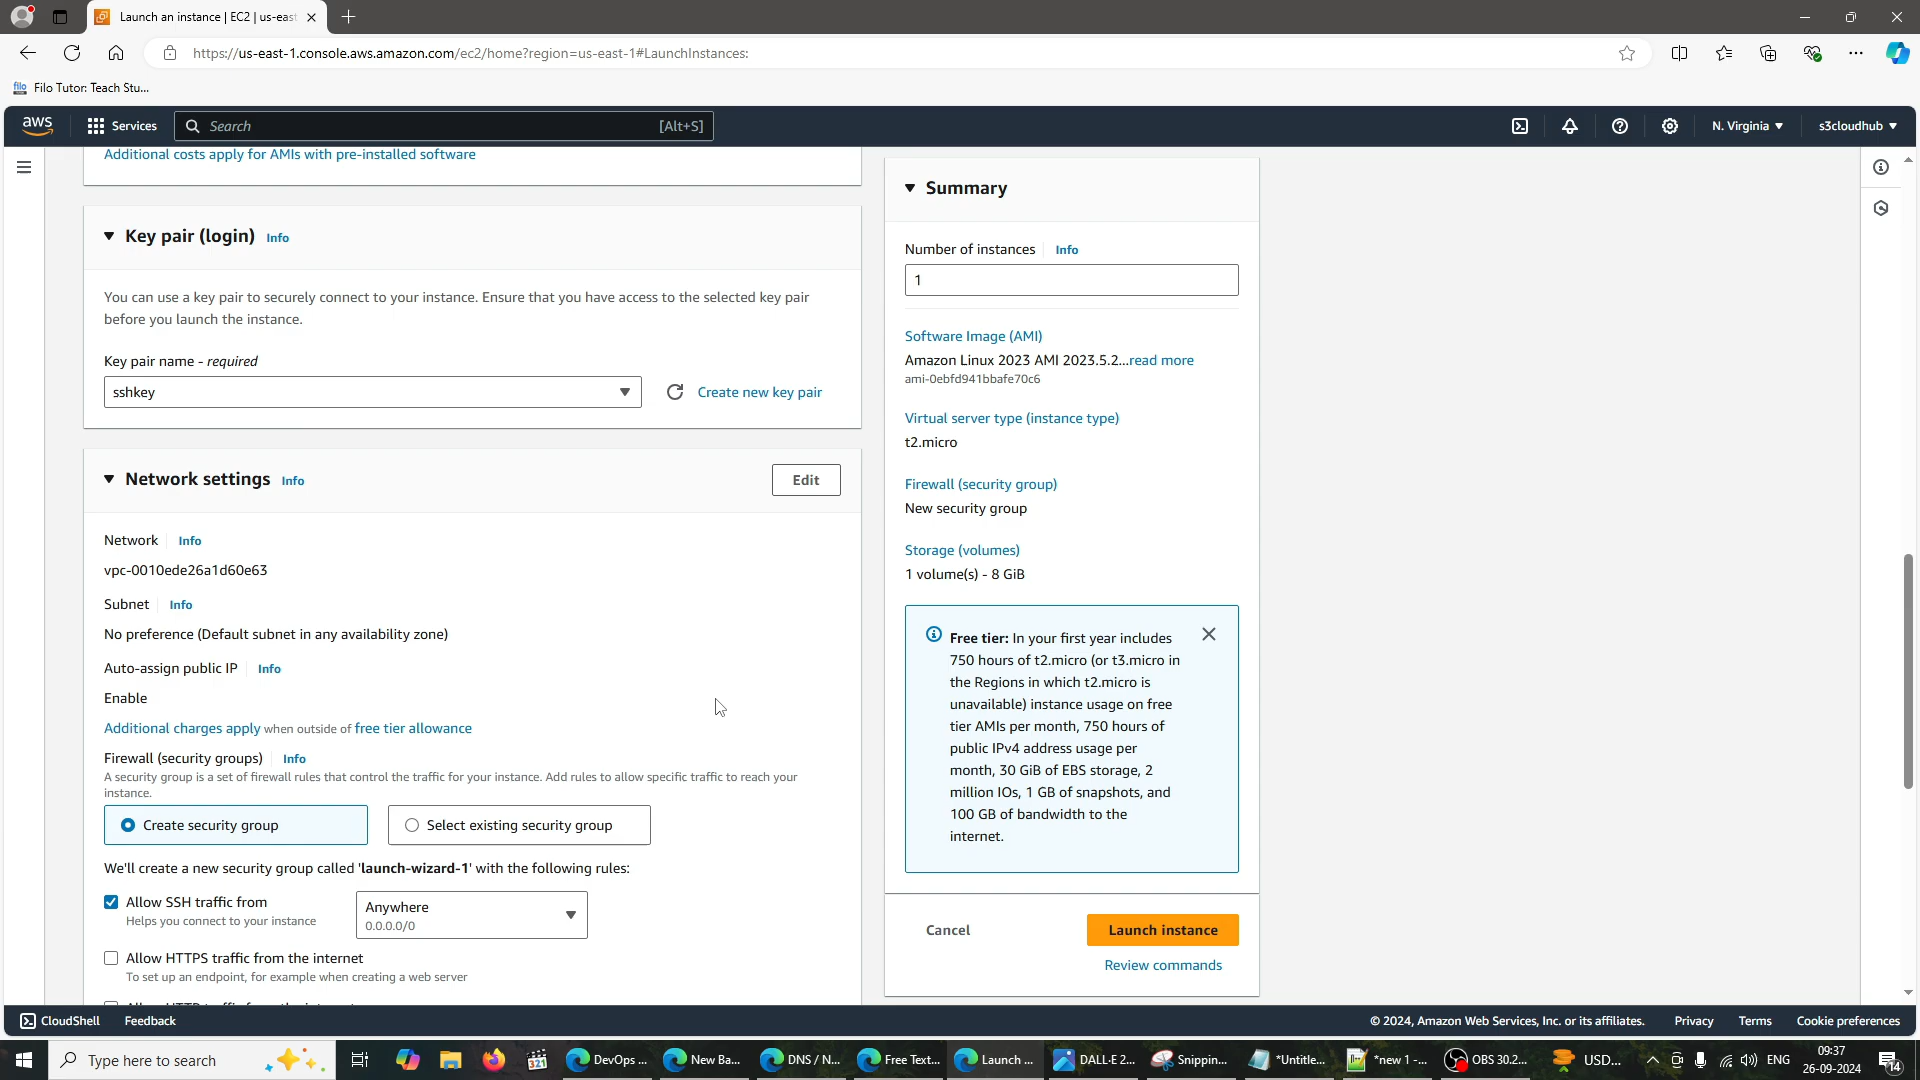 Launch an instance | EC2 | us-east
https://us-east-1.console.aws.amazon.com/ec2/home?region=us-east-1#LaunchInstances:
filo Filo Tutor: Teach Stu...
aws Services Search [Alt+S] N. Virginia s3cloudhub
Additional costs apply for AMIs with pre-installed software
Key pair (login) Info
You can use a key pair to securely connect to your instance. Ensure that you have access to the selected key pair
before you launch the instance.
Key pair name - required
sshkey Create new key pair
Network settings Info Edit
Network Info
vpc-0010ede26a1d60e63
Subnet Info
No preference (Default subnet in any availability zone)
Auto-assign public IP Info
Enable
Additional charges apply when outside of free tier allowance
Firewall (security groups) Info
A security group is a set of firewall rules that control the traffic for your instance. Add rules to allow specific traffic to reach your
instance.
Create security group Select existing security group
We'll create a new security group called 'launch-wizard-1' with the following rules:
Allow SSH traffic from
Helps you connect to your instance
Anywhere
0.0.0.0/0
Allow HTTPS traffic from the internet
To set up an endpoint, for example when creating a web server
Summary
Number of instances Info
1
Software Image (AMI)
Amazon Linux 2023 AMI 2023.5.2...read more
ami-0ebfd941bbafe70c6
Virtual server type (instance type)
t2.micro
Firewall (security group)
New security group
Storage (volumes)
1 volume(s) - 8 GiB
Free tier: In your first year includes
750 hours of t2.micro (or t3.micro in
the Regions in which t2.micro is
unavailable) instance usage on free
tier AMIs per month, 750 hours of
public IPv4 address usage per
month, 30 GiB of EBS storage, 2
million IOs, 1 GB of snapshots, and
100 GB of bandwidth to the
internet.
Cancel Launch instance
Review commands
CloudShell Feedback © 2024, Amazon Web Services, Inc. or its affiliates. Privacy Terms Cookie preferences
Type here to search DevOps ... New Ba... DNS / N... Free Text... Launch ... DALL·E 2... Snippin... *Untitle... *new 1 -... OBS 30.2... USD... ENG 09:37
26-09-2024 14